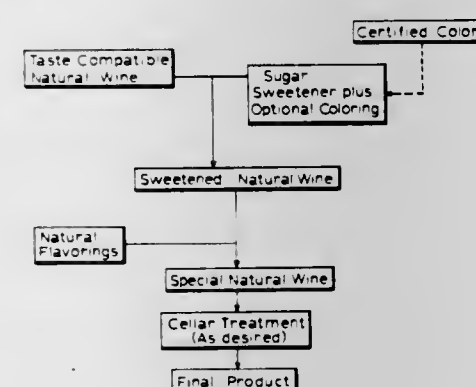 Certified Color
Taste Compatible
Natural Wine
Sugar
Sweetener plus
Optional Coloring
Sweetened Natural Wine
Natural
Flavorings
Special Natural Wine
Cellar Treatment
(As desired)
Final Product